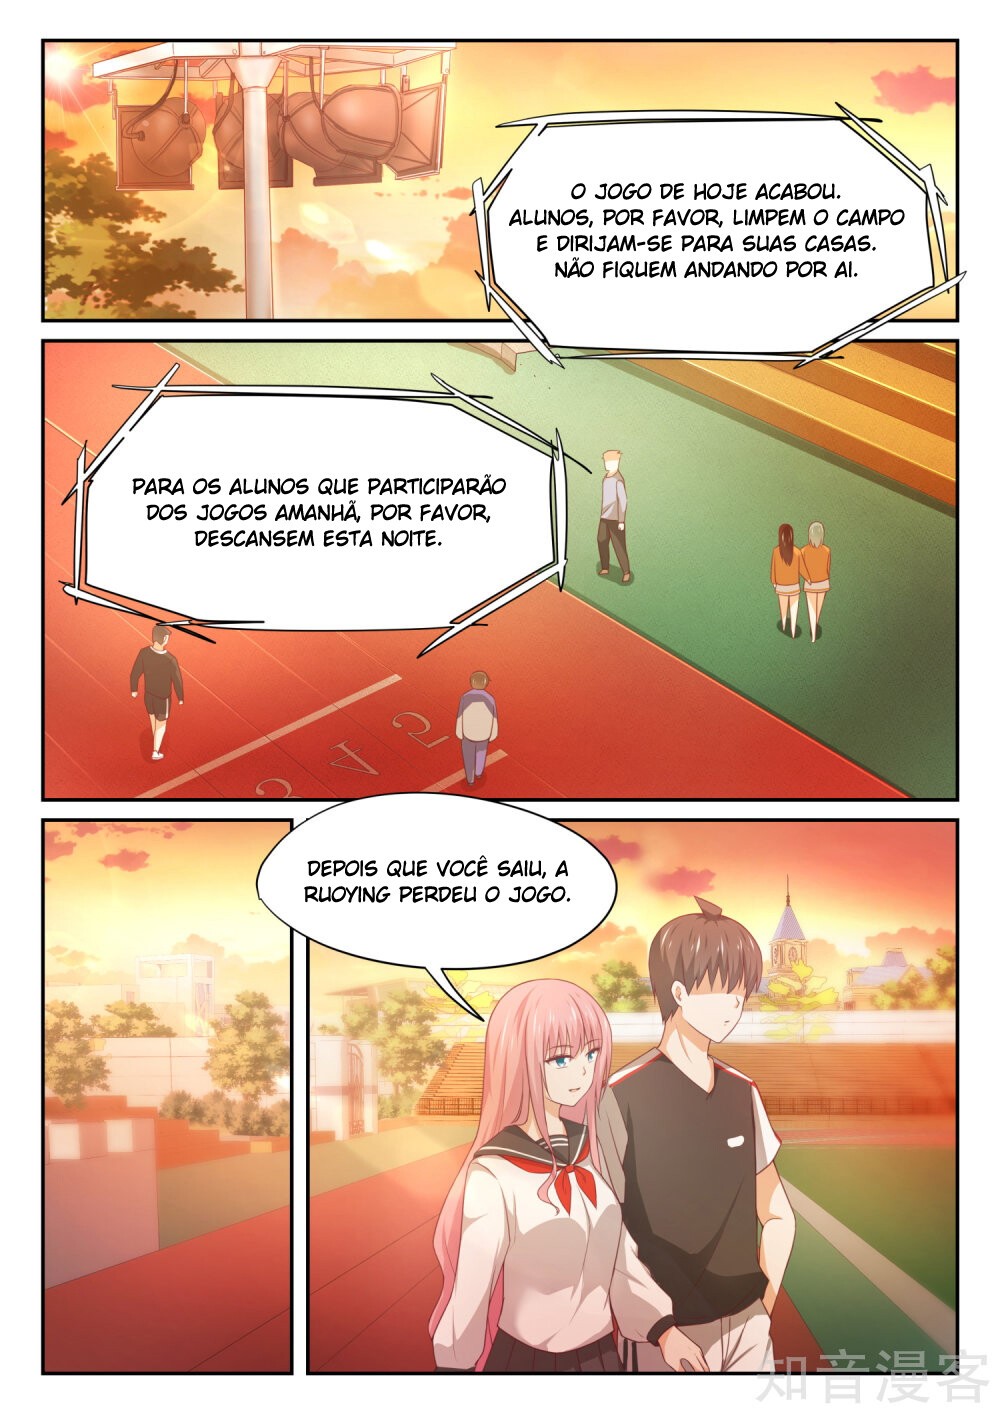 O JOGO DE HOJE ACABOU.
ALUNOS, POR FAVOR, LIMPEM O CAMPO
E DIRIJAM-SE PARA SUAS CASAS.
NÃO FIQUEM ANDANDO POR AI.
PARA OS ALUNOS QUE PARTICIPARÃO
DOS JOGOS AMANHÃ, POR FAVOR,
DESCANSEM ESTA NOITE.
2
4
DEPOIS QUE VOCÊ SAIU, A
RUOYING PERDEU O JOGO.
知音漫客